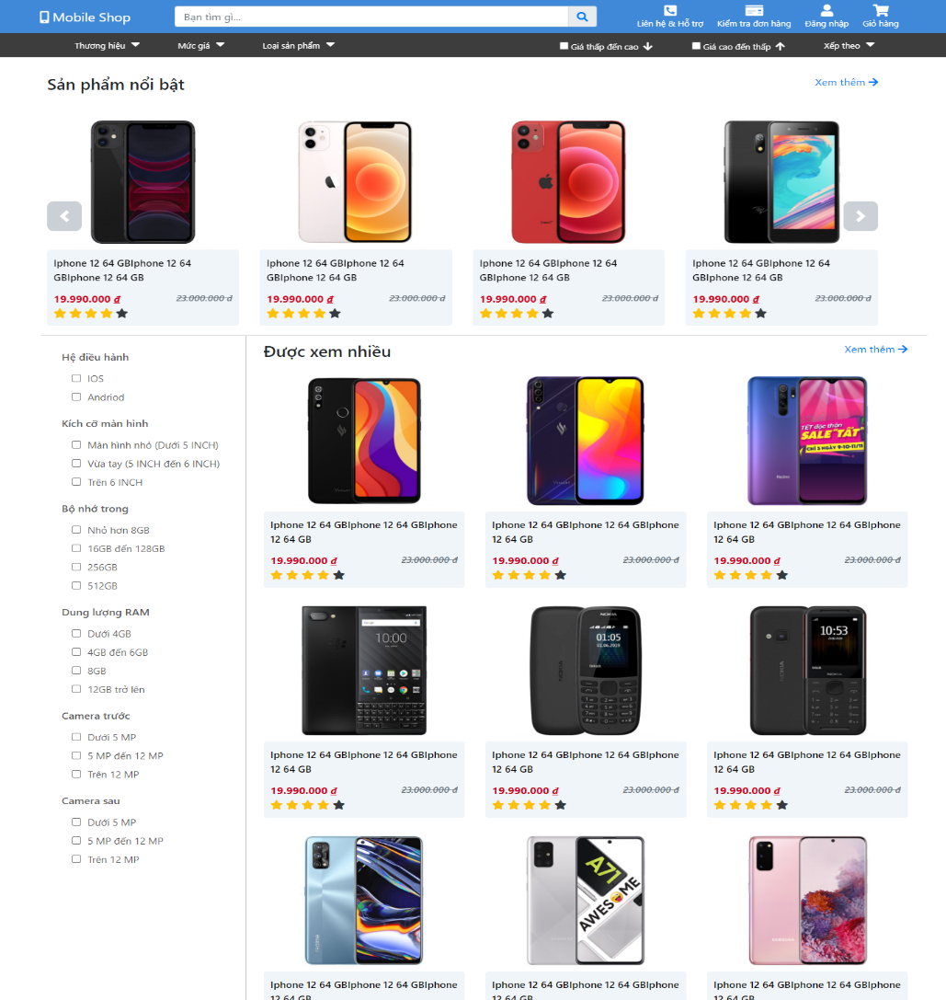 Mobile Shop
Bạn tìm gì...
Liên hệ & Hỗ trợ
Kiểm tra đơn hàng
Đăng nhập
Giỏ hàng
Thương hiệu
Mức giá
Loại sản phẩm
Giá thấp đến cao
Giá cao đến thấp
Xếp theo
Sản phẩm nổi bật
Xem thêm
Iphone 12 64 GBIphone 12 64
GBIphone 12 64 GB
19.990.000 đ
23.000.000 đ
Iphone 12 64 GBIphone 12 64
GBIphone 12 64 GB
19.990.000 đ
23.000.000 đ
Iphone 12 64 GBIphone 12 64
GBIphone 12 64 GB
19.990.000 đ
23.000.000 đ
Iphone 12 64 GBIphone 12 64
GBIphone 12 64 GB
19.990.000 đ
23.000.000 đ
Hệ điều hành
IOS
Andriod
Kích cỡ màn hình
Màn hình nhỏ (Dưới 5 INCH)
Vừa tay (5 INCH đến 6 INCH)
Trên 6 INCH
Bộ nhớ trong
Nhỏ hơn 8GB
16GB đến 128GB
256GB
512GB
Dung lượng RAM
Dưới 4GB
4GB đến 6GB
8GB
12GB trở lên
Camera trước
Dưới 5 MP
5 MP đến 12 MP
Trên 12 MP
Camera sau
Dưới 5 MP
5 MP đến 12 MP
Trên 12 MP
Được xem nhiều
Xem thêm
TẾT độc thân
SALE "TẤT"
CHỈ 3 NGÀY 9-10-11/11
Iphone 12 64 GBIphone 12 64 GBIphone
12 64 GB
19.990.000 đ
23.000.000 đ
Iphone 12 64 GBIphone 12 64 GBIphone
12 64 GB
19.990.000 đ
23.000.000 đ
Iphone 12 64 GBIphone 12 64 GBIphone
12 64 GB
19.990.000 đ
23.000.000 đ
10:00
NOKIA
01:05
NOKIA
10:53
NOKIA
Iphone 12 64 GBIphone 12 64 GBIphone
12 64 GB
19.990.000 đ
23.000.000 đ
Iphone 12 64 GBIphone 12 64 GBIphone
12 64 GB
19.990.000 đ
23.000.000 đ
Iphone 12 64 GBIphone 12 64 GBIphone
12 64 GB
19.990.000 đ
23.000.000 đ
realme
A71
AWESOME
SAMSUNG
Iphone 12 64 GBIphone 12 64 GBIphone
12 64 GB
Iphone 12 64 GBIphone 12 64 GBIphone
12 64 GB
Iphone 12 64 GBIphone 12 64 GBIphone
12 64 GB